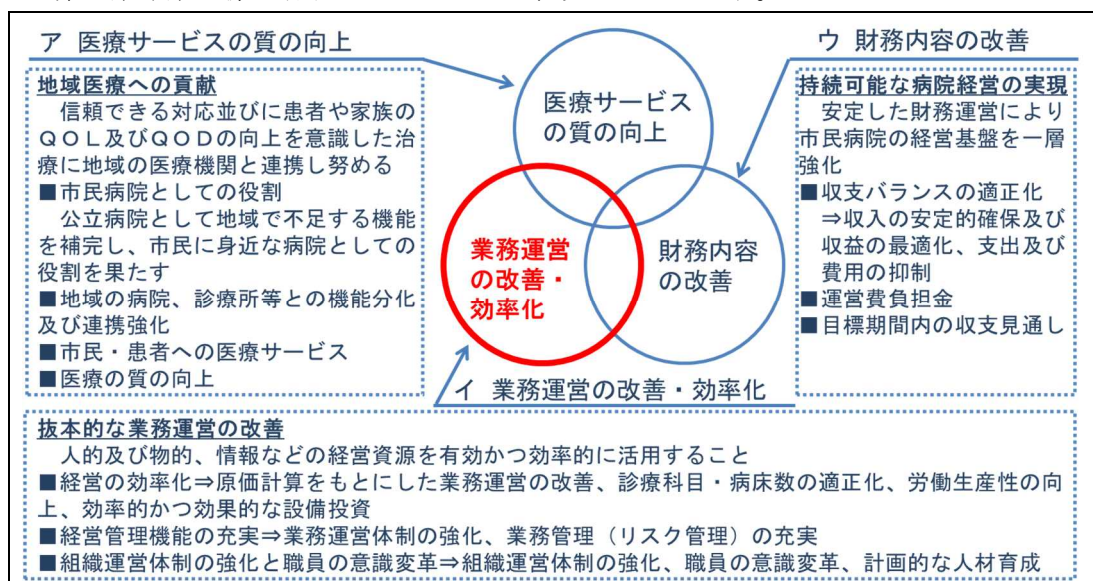 ア 医療サービスの質の向上
地域医療への貢献
信頼できる対応並びに患者や家族の
QOL及びQODの向上を意識した治
療に地域の医療機関と連携し努める
■市民病院としての役割
公立病院として地域で不足する機能
を補完し、市民に身近な病院としての
役割を果たす
■地域の病院、診療所等との機能分化
及び連携強化
■市民・患者への医療サービス
■医療の質の向上
医療サービス
の質の向上
業務運営
の改善・
効率化
財務内容
の改善
ウ 財務内容の改善
持続可能な病院経営の実現
安定した財務運営により
市民病院の経営基盤を一層
強化
■収支バランスの適正化
⇒収入の安定的確保及び
収益の最適化、支出及び
費用の抑制
■運営費負担金
■目標期間内の収支見通し
イ 業務運営の改善・効率化
抜本的な業務運営の改善
人的及び物的、情報などの経営資源を有効かつ効率的に活用すること
■経営の効率化⇒原価計算をもとにした業務運営の改善、診療科目・病床数の適正化、労働生産性の向
上、効率的かつ効果的な設備投資
■経営管理機能の充実⇒業務運営体制の強化、業務管理（リスク管理）の充実
■組織運営体制の強化と職員の意識変革⇒組織運営体制の強化、職員の意識変革、計画的な人材育成